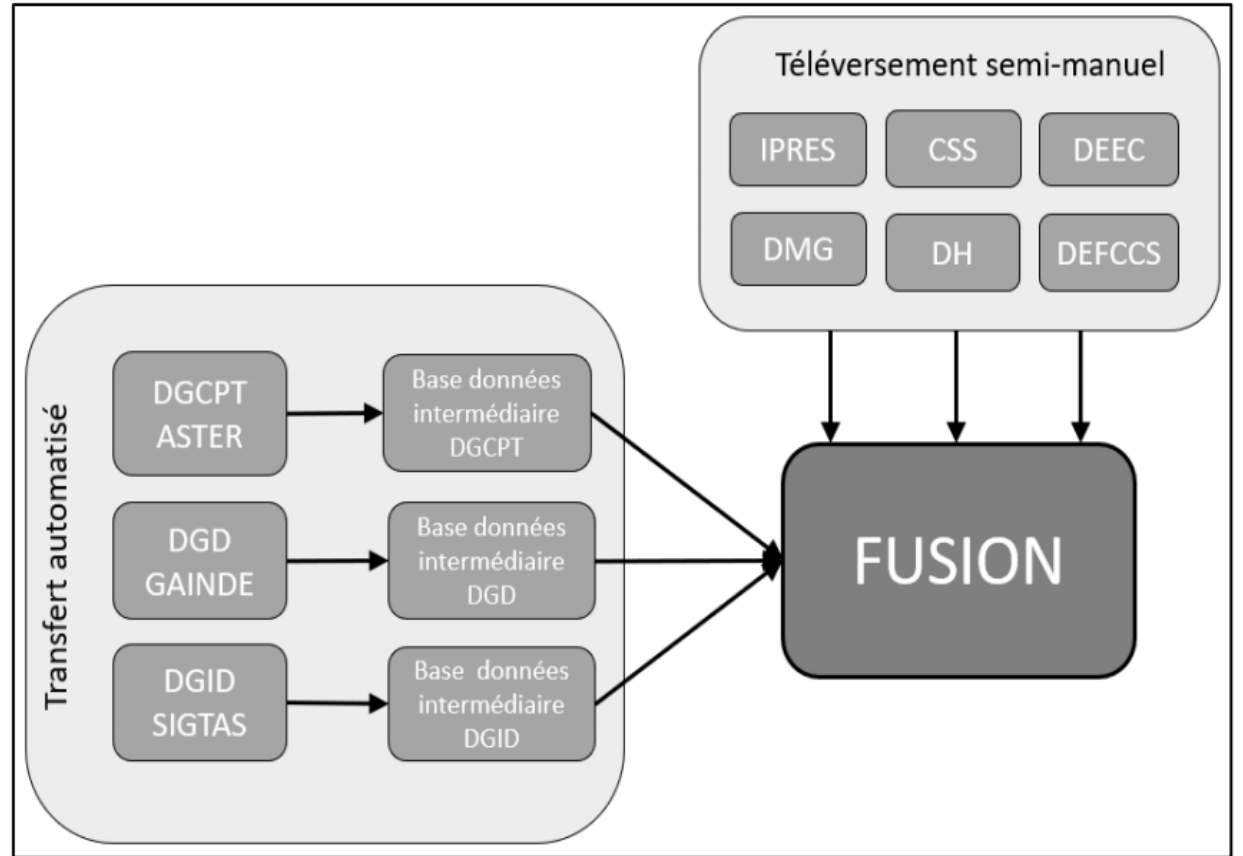 Téléversement semi-manuel
IPRES
CSS
DEEC
DMG
DH
DEFCCS
Transfert automatisé
DGCPT
ASTER
Base données
intermédiaire
DGCPT
DGD
GAINDE
Base données
intermédiaire
DGD
DGID
SIGTAS
Base données
intermédiaire
DGID
FUSION